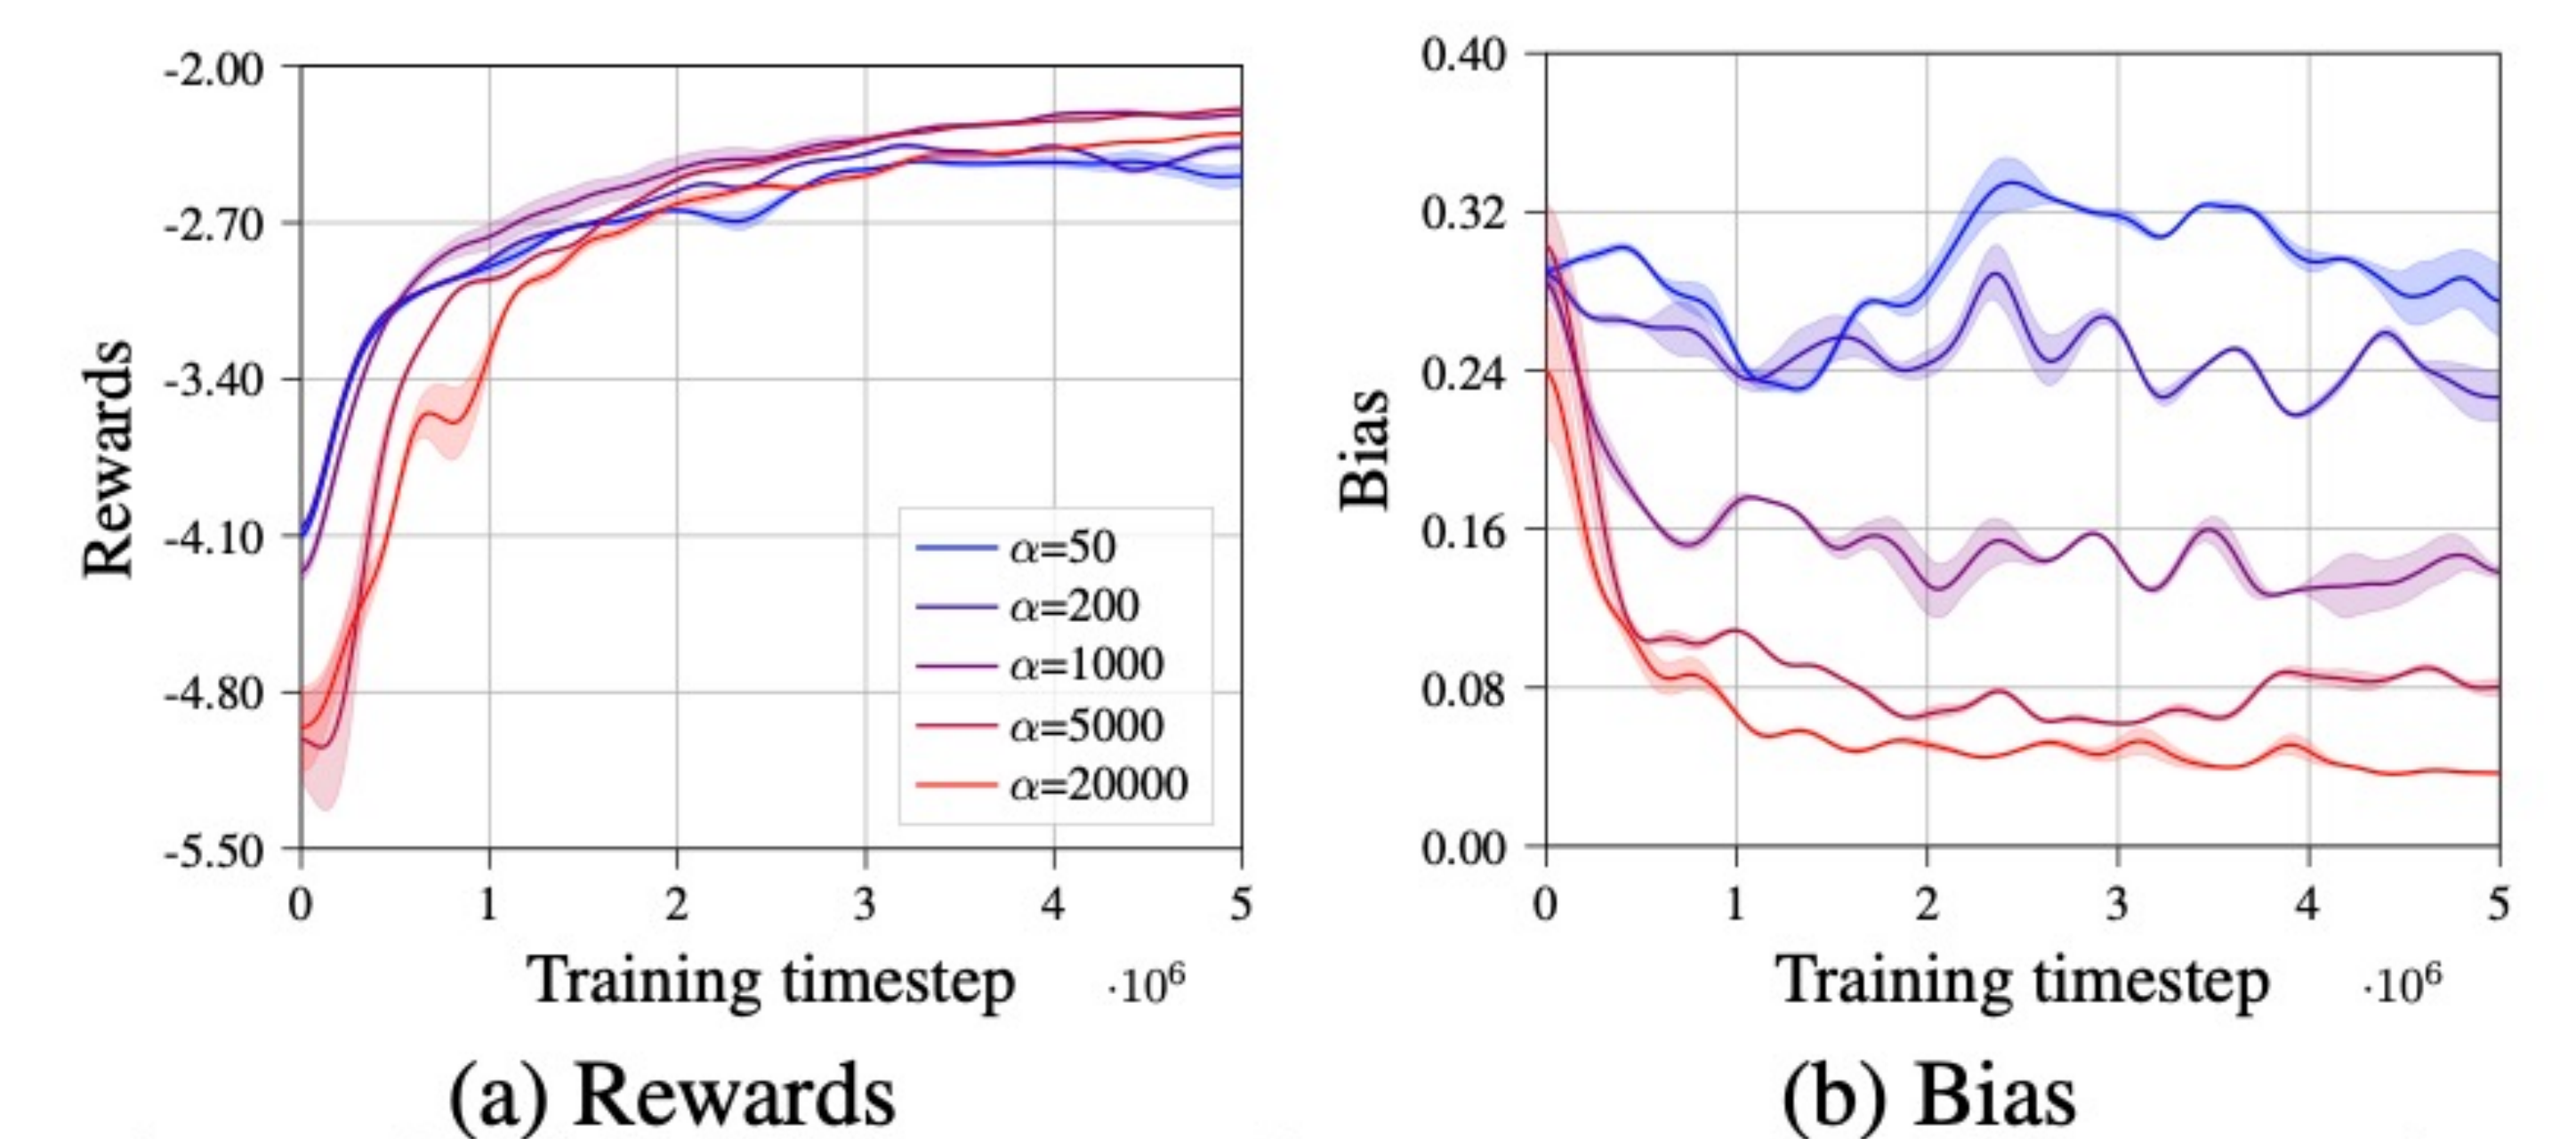 -2.00
-2.70
-3.40
-4.10
-4.80
-5.50
Rewards
α=50
α=200
α=1000
α=5000
α=20000
0 1 2 3 4 5
Training timestep ·10⁶
(a) Rewards
0.40
0.32
0.24
0.16
0.08
0.00
Bias
0 1 2 3 4 5
Training timestep ·10⁶
(b) Bias